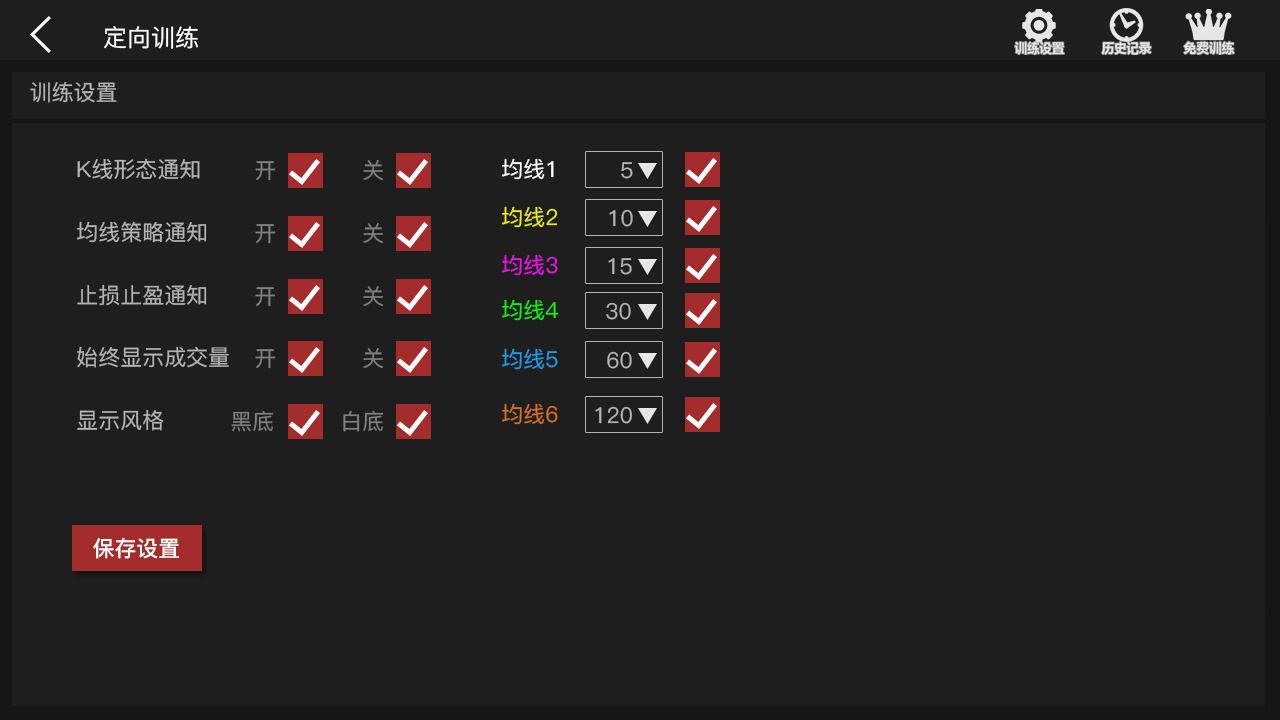 定向训练
训练设置 历史记录 免费训练
训练设置
K线形态通知 开 关 均线1 5
均线2 10
均线策略通知 开 关
均线3 15
止损止盈通知 开 关 均线4 30
始终显示成交量 开 关 均线5 60
显示风格 黑底 白底 均线6 120
保存设置